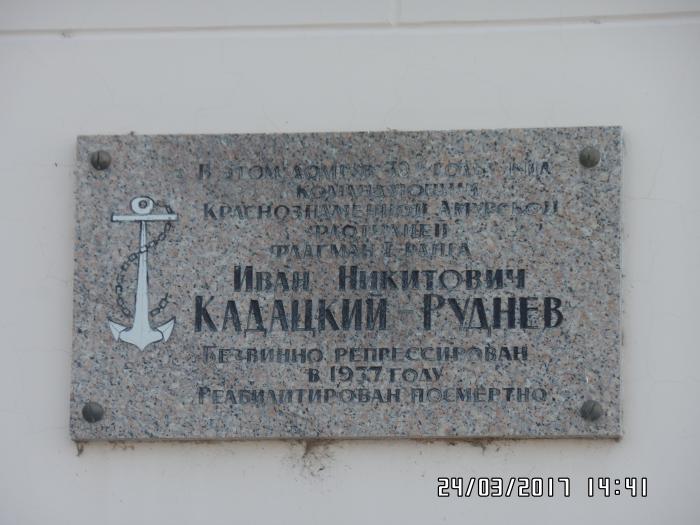 В этом доме в 30е годы жил
командующий
Краснознаменной Амурской
флотилией
флагман I ранга
Иван Никитович
Кадацкий-Руднев
Безвинно репрессирован
в 1937 году
Реабилитирован посмертно.
24/03/2017 14:41